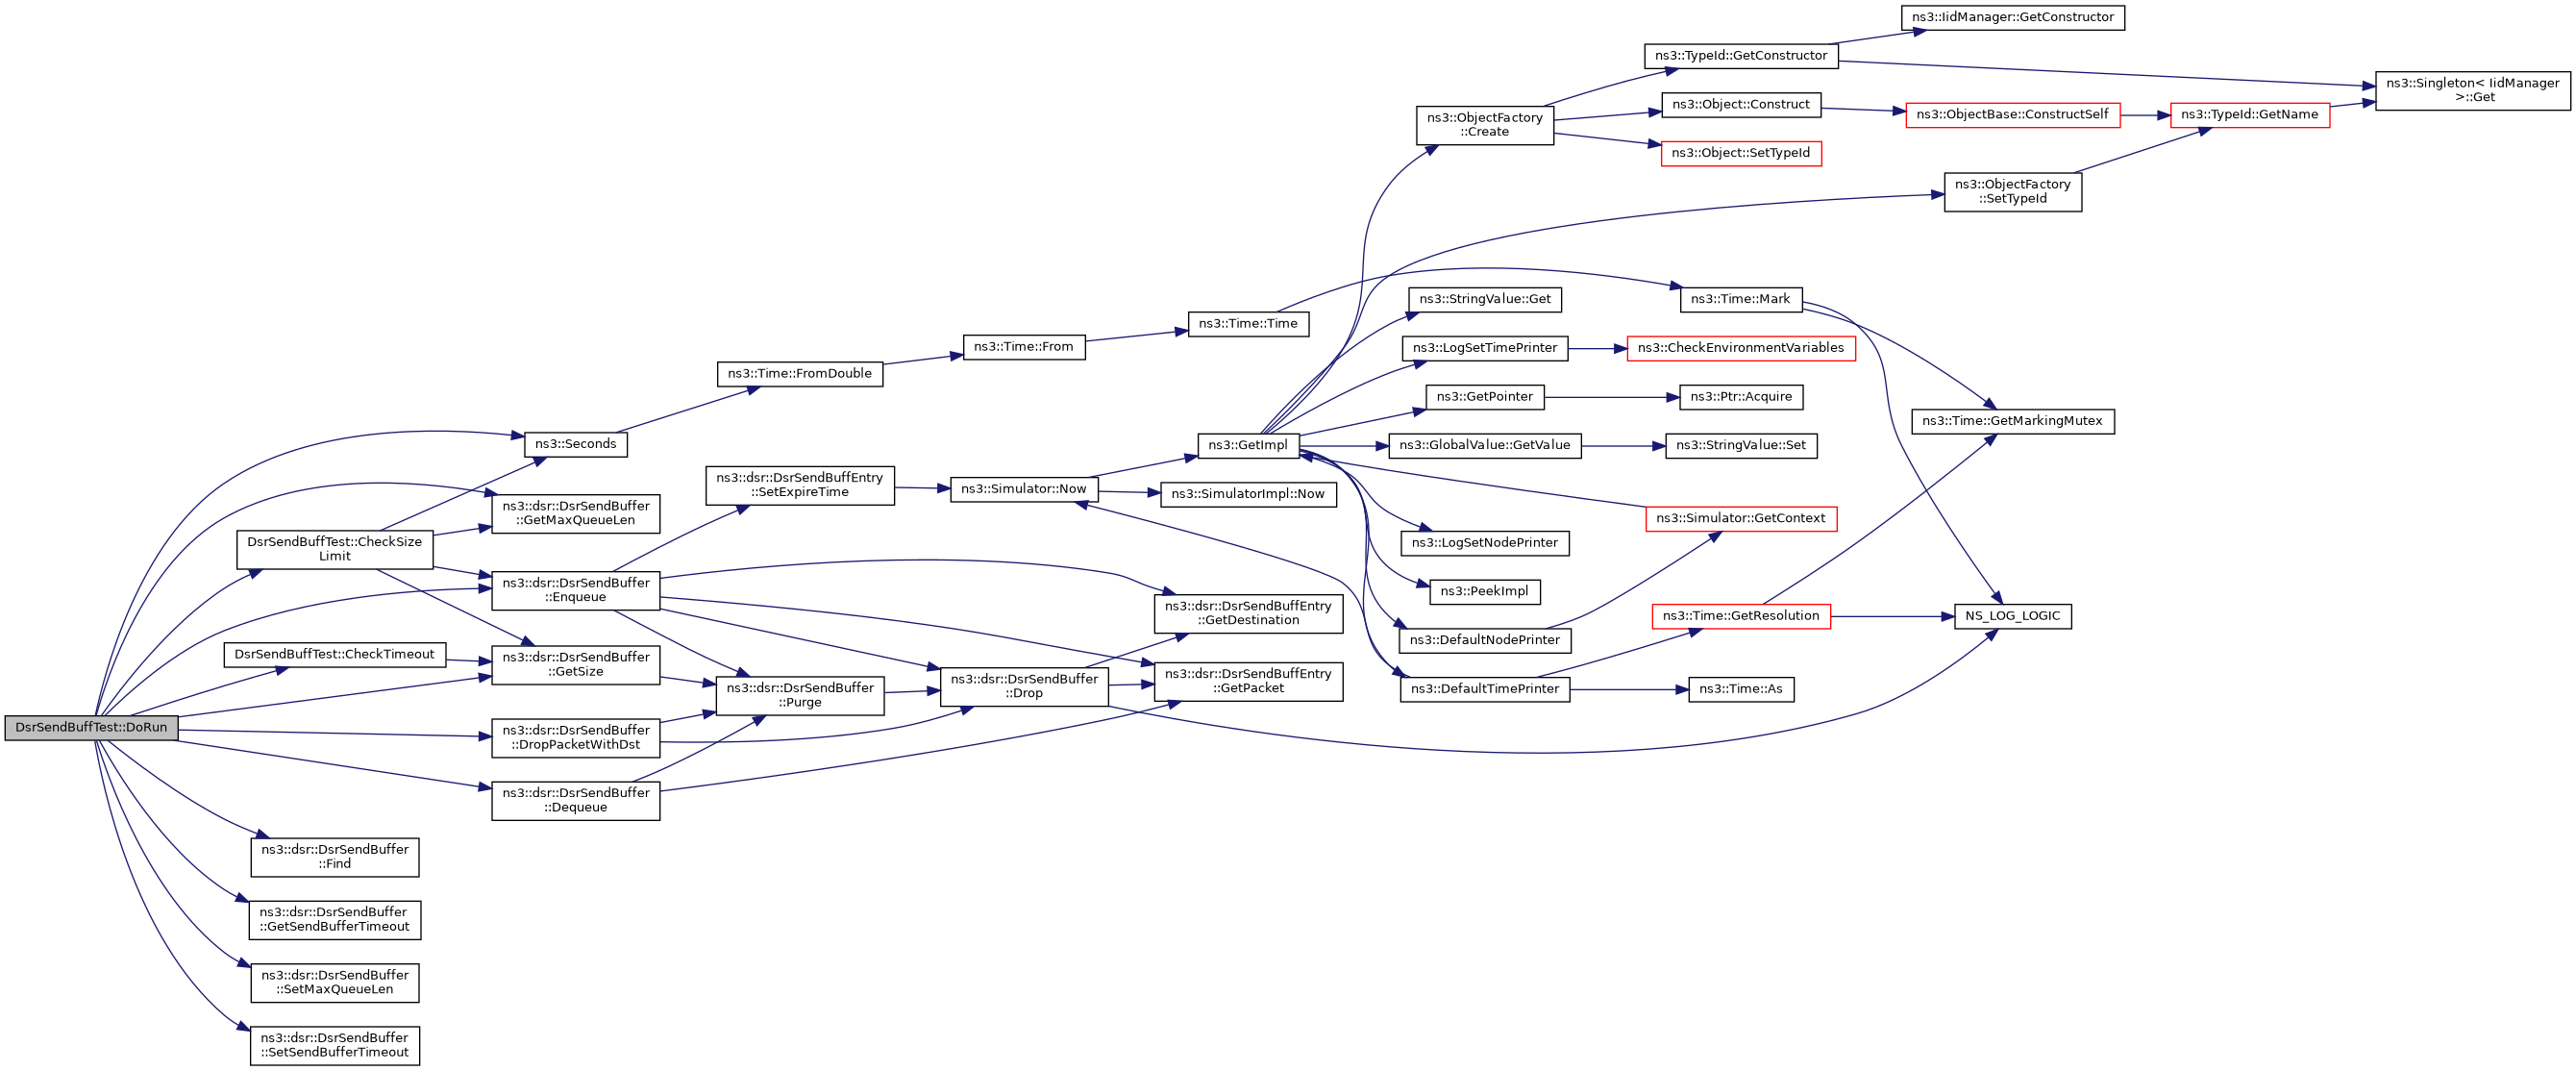 ns3::IidManager::GetConstructor
ns3::TypeId::GetConstructor
ns3::Singleton< IidManager
>::Get
ns3::Object::Construct
ns3::ObjectBase::ConstructSelf
ns3::TypeId::GetName
ns3::ObjectFactory
::Create
ns3::Object::SetTypeId
ns3::ObjectFactory
::SetTypeId
ns3::StringValue::Get
ns3::Time::Mark
ns3::Time::Time
ns3::Time::From
ns3::LogSetTimePrinter
ns3::CheckEnvironmentVariables
ns3::Time::FromDouble
ns3::GetPointer
ns3::Ptr::Acquire
ns3::Time::GetMarkingMutex
ns3::Seconds
ns3::GetImpl
ns3::GlobalValue::GetValue
ns3::StringValue::Set
ns3::dsr::DsrSendBuffEntry
::SetExpireTime
ns3::Simulator::Now
ns3::SimulatorImpl::Now
ns3::dsr::DsrSendBuffer
::GetMaxQueueLen
ns3::Simulator::GetContext
DsrSendBuffTest::CheckSize
Limit
ns3::LogSetNodePrinter
ns3::dsr::DsrSendBuffer
::Enqueue
ns3::PeekImpl
ns3::dsr::DsrSendBuffEntry
::GetDestination
ns3::Time::GetResolution
NS_LOG_LOGIC
ns3::DefaultNodePrinter
DsrSendBuffTest::CheckTimeout
ns3::dsr::DsrSendBuffer
::GetSize
ns3::dsr::DsrSendBuffer
::Purge
ns3::dsr::DsrSendBuffer
::Drop
ns3::dsr::DsrSendBuffEntry
::GetPacket
ns3::DefaultTimePrinter
ns3::Time::As
DsrSendBuffTest::DoRun
ns3::dsr::DsrSendBuffer
::DropPacketWithDst
ns3::dsr::DsrSendBuffer
::Dequeue
ns3::dsr::DsrSendBuffer
::Find
ns3::dsr::DsrSendBuffer
::GetSendBufferTimeout
ns3::dsr::DsrSendBuffer
::SetMaxQueueLen
ns3::dsr::DsrSendBuffer
::SetSendBufferTimeout